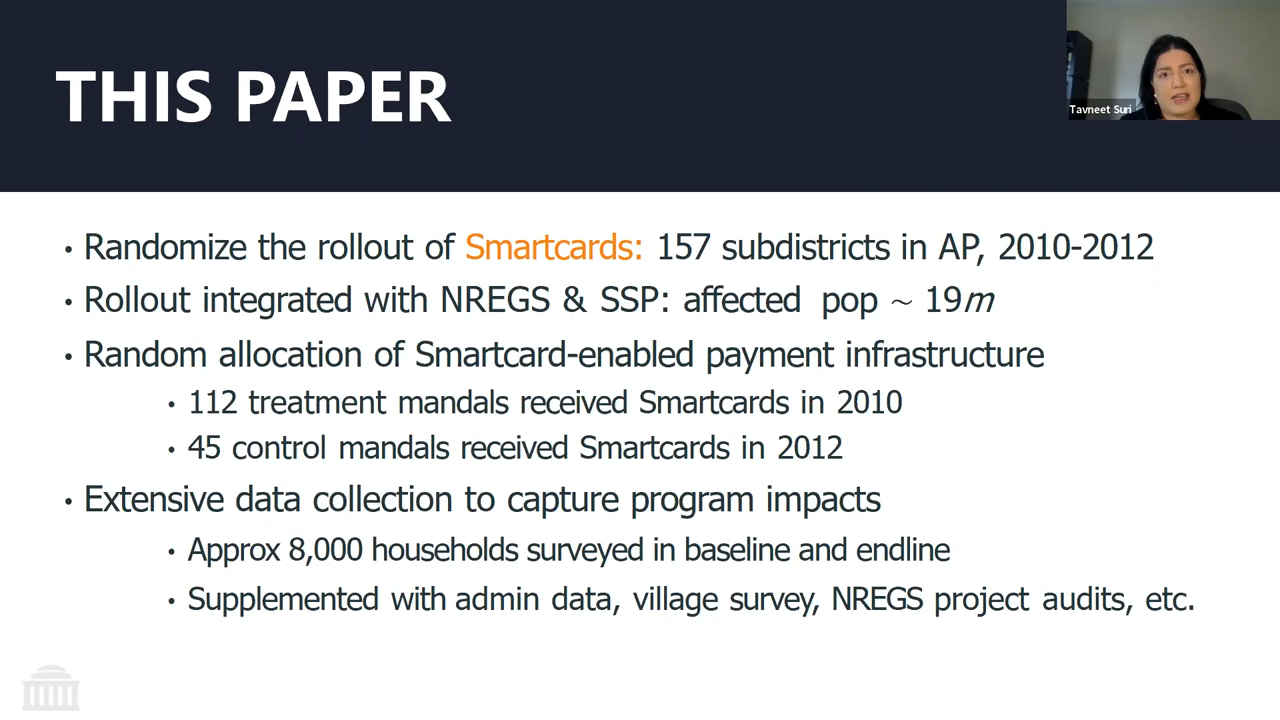 THIS PAPER
Tavneet Suri
• Randomize the rollout of Smartcards: 157 subdistricts in AP, 2010-2012
• Rollout integrated with NREGS & SSP: affected pop ~ 19m
• Random allocation of Smartcard-enabled payment infrastructure
• 112 treatment mandals received Smartcards in 2010
• 45 control mandals received Smartcards in 2012
• Extensive data collection to capture program impacts
• Approx 8,000 households surveyed in baseline and endline
• Supplemented with admin data, village survey, NREGS project audits, etc.